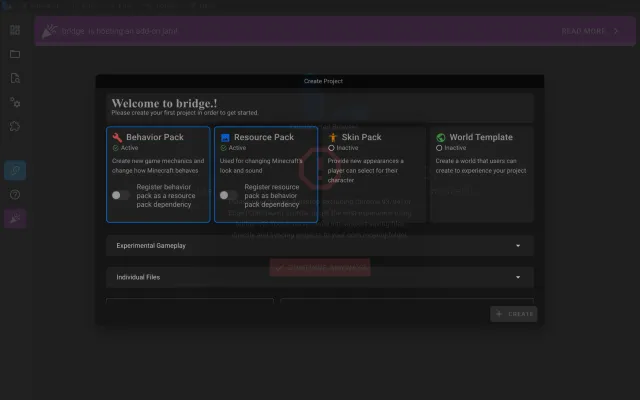 bridge. is hosting an add-on jam!
READ MORE
Create Project
Welcome to bridge.!
Please create your first project in order to get started.
Behavior Pack
Active
Create new game mechanics and
change how Minecraft behaves
Register behavior
pack as a resource
pack dependency
Resource Pack
Active
Used for changing Minecraft's
look and sound
Register resource
pack as behavior
pack dependency
Skin Pack
Inactive
Provide new appearances a
player can select for their
character
World Template
Inactive
Create a world that users can
create to experience your project
Experimental Gameplay
Individual Files
CREATE